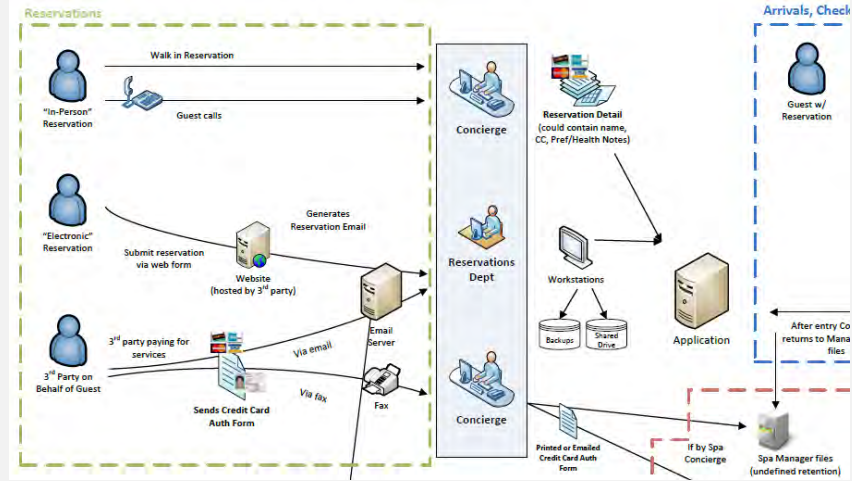 Reservations
Arrivals, Check
Walk in Reservation
"In-Person"
Reservation
Guest calls
Concierge
Reservation Detail
(could contain name,
CC, Pref/Health Notes)
Guest w/
Reservation
"Electronic"
Reservation
Generates
Reservation Email
Submit reservation
via web form
Website
(hosted by 3rd party)
Reservations
Dept
Workstations
Email
Server
Backups
Shared
Drive
Application
After entry Co
returns to Mana
files
3rd party paying for
services
Via email
3rd Party on
Behalf of Guest
Sends Credit Card
Auth Form
Via fax
Fax
Concierge
Printed or Emailed
Credit Card Auth
Form
If by Spa
Concierge
Spa Manager files
(undefined retention)